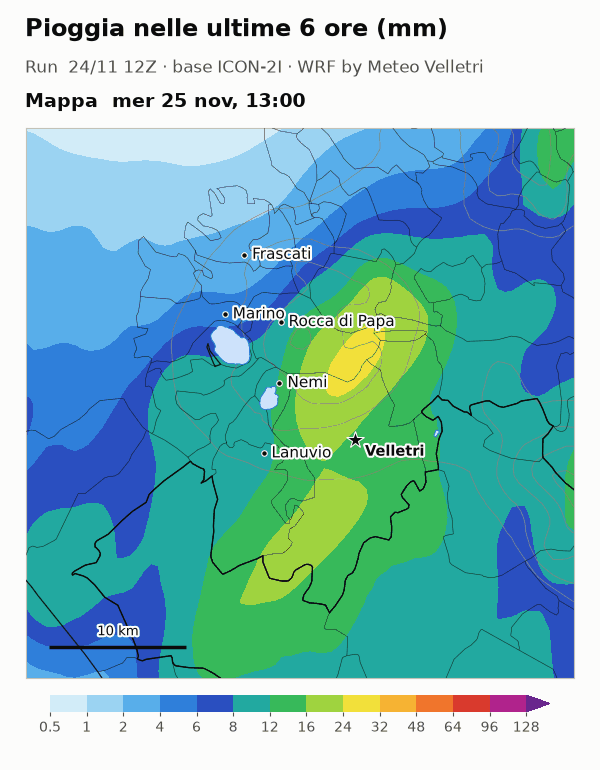 Pioggia nelle ultime 6 ore (mm)
Run  24/11 12Z · base ICON-2I · WRF by Meteo Velletri
Mappa  mer 25 nov, 13:00
Frascati
Marino
Rocca di Papa
Nemi
Velletri
Lanuvio
10 km
0.5 1 2 4 6 8 12 16 24 32 48 64 96 128